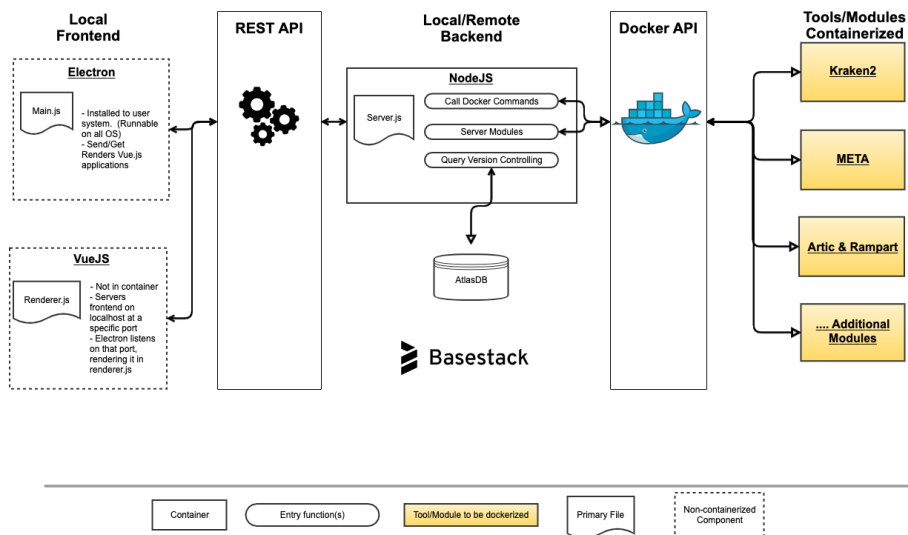 Local
Frontend
REST API
Local/Remote
Backend
Docker API
Tools/Modules
Containerized
Electron
Main.js
- Installed to user
system. (Runnable
on all OS)
- Send/Get
Renders Vue.js
applications
VueJS
Renderer.js
- Not in container
- Servers
frontend on
localhost at a
specific port
- Electron listens
on that port,
rendering it in
renderer.js
NodeJS
Server.js
Call Docker Commands
Server Modules
Query Version Controlling
AtlasDB
Basestack
Kraken2
META
Artic & Rampart
.... Additional
Modules
Container
Entry function(s)
Tool/Module to be dockerized
Primary File
Non-containerized
Component